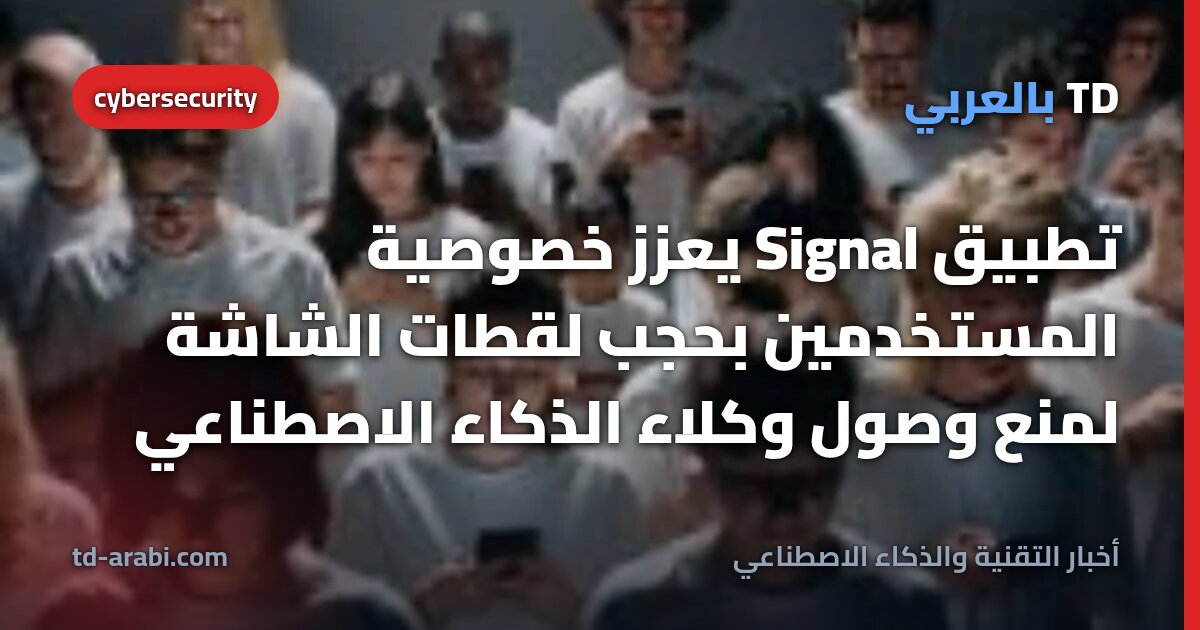 cybersecurity
TD بالعربي
تطبيق Signal يعزز خصوصية
المستخدمين بحجب لقطات الشاشة
لمنع وصول وكلاء الذكاء الاصطناعي
أخبار التقنية والذكاء الاصطناعي
td-arabi.com